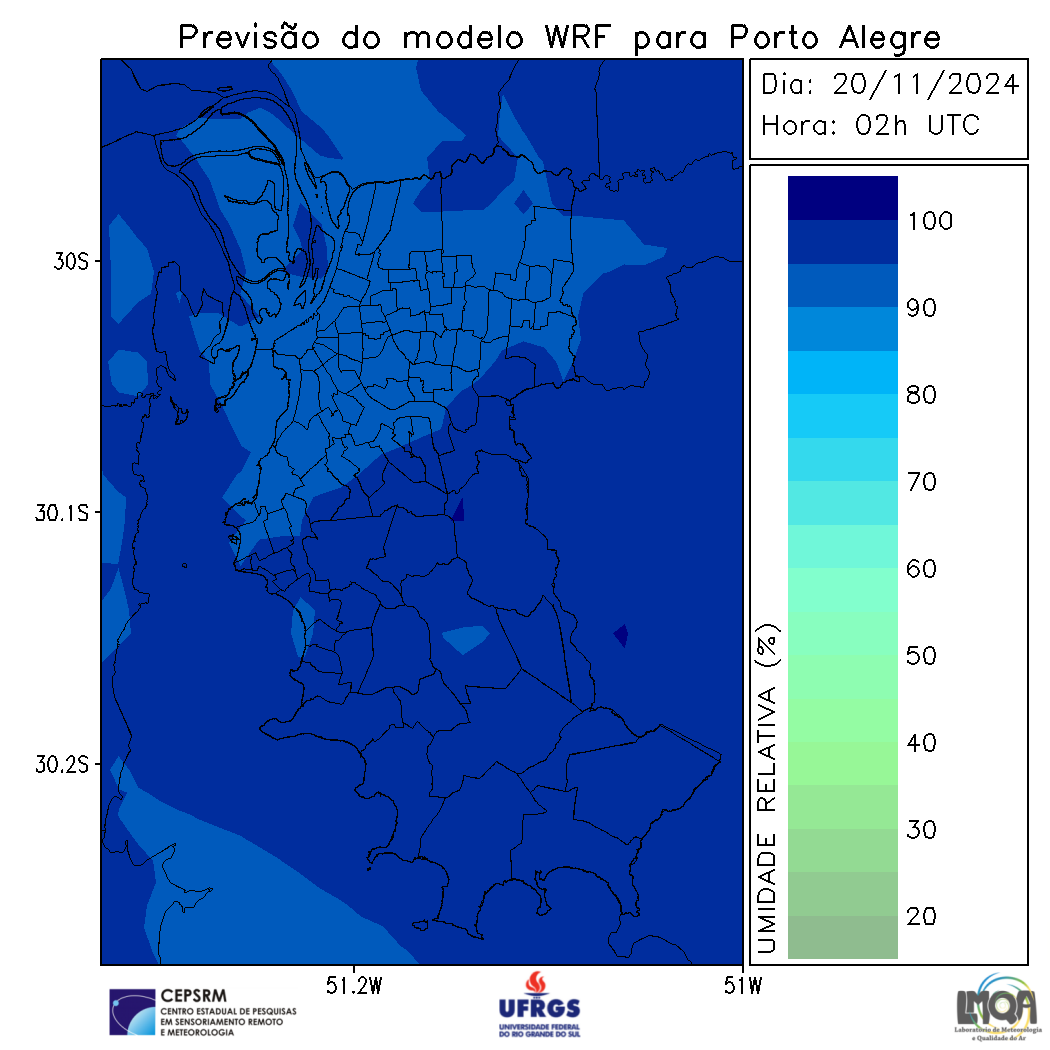 Previsão do modelo WRF para Porto Alegre
Dia: 20/11/2024
Hora: 02h UTC
30S
30.1S
30.2S
51.2W
51W
UMIDADE RELATIVA (%)
100
90
80
70
60
50
40
30
20
CEPSRM
CENTRO ESTADUAL DE PESQUISAS
EM SENSORIAMENTO REMOTO
E METEOROLOGIA
UFRGS
UNIVERSIDADE FEDERAL
DO RIO GRANDE DO SUL
LMQA
Laboratório de Meteorologia
e Qualidade do Ar